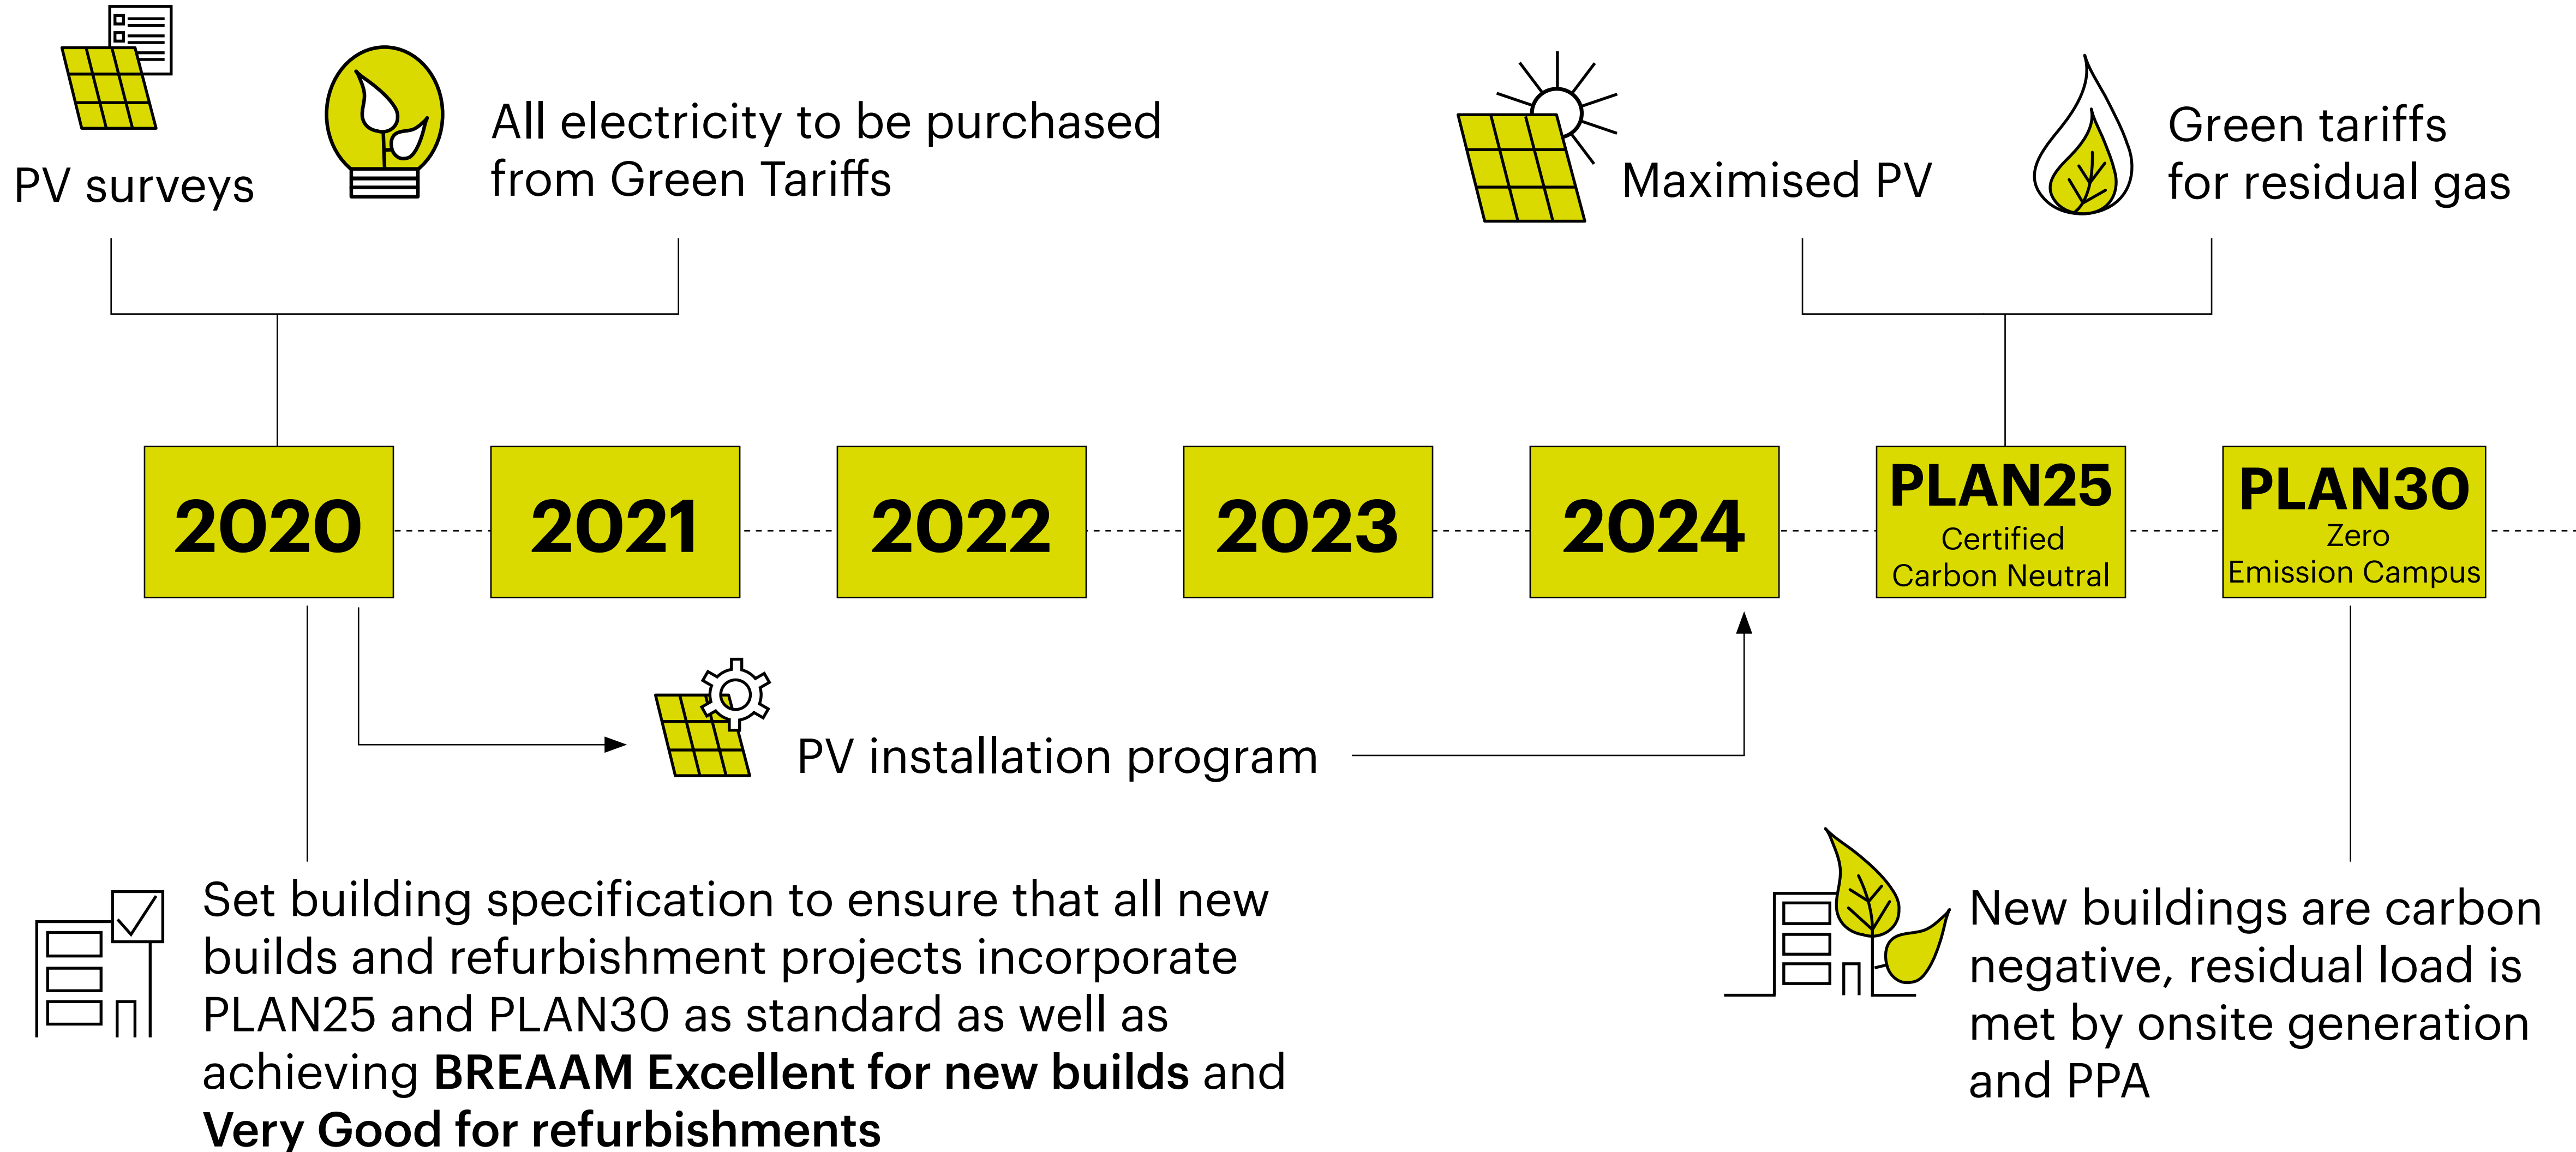 PV surveys
All electricity to be purchased
from Green Tariffs
Maximised PV
Green tariffs
for residual gas
2020
2021
2022
2023
2024
PLAN25
Certified
Carbon Neutral
PLAN30
Zero
Emission Campus
PV installation program
Set building specification to ensure that all new
builds and refurbishment projects incorporate
PLAN25 and PLAN30 as standard as well as
achieving BREAAM Excellent for new builds and
Very Good for refurbishments
New buildings are carbon
negative, residual load is
met by onsite generation
and PPA